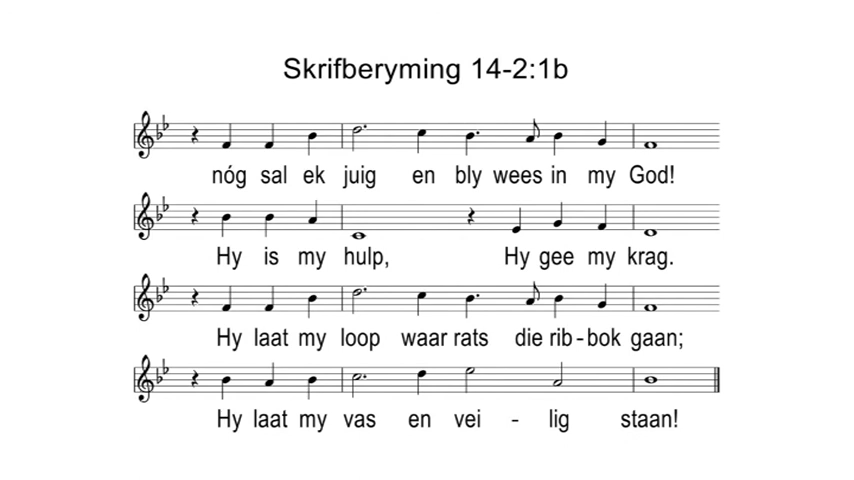 Skrifberyming 14-2:1b
nóg sal ek juig en bly wees in my God!
Hy is my hulp, Hy gee my krag.
Hy laat my loop waar rats die rib-bok gaan;
Hy laat my vas en vei - lig staan!